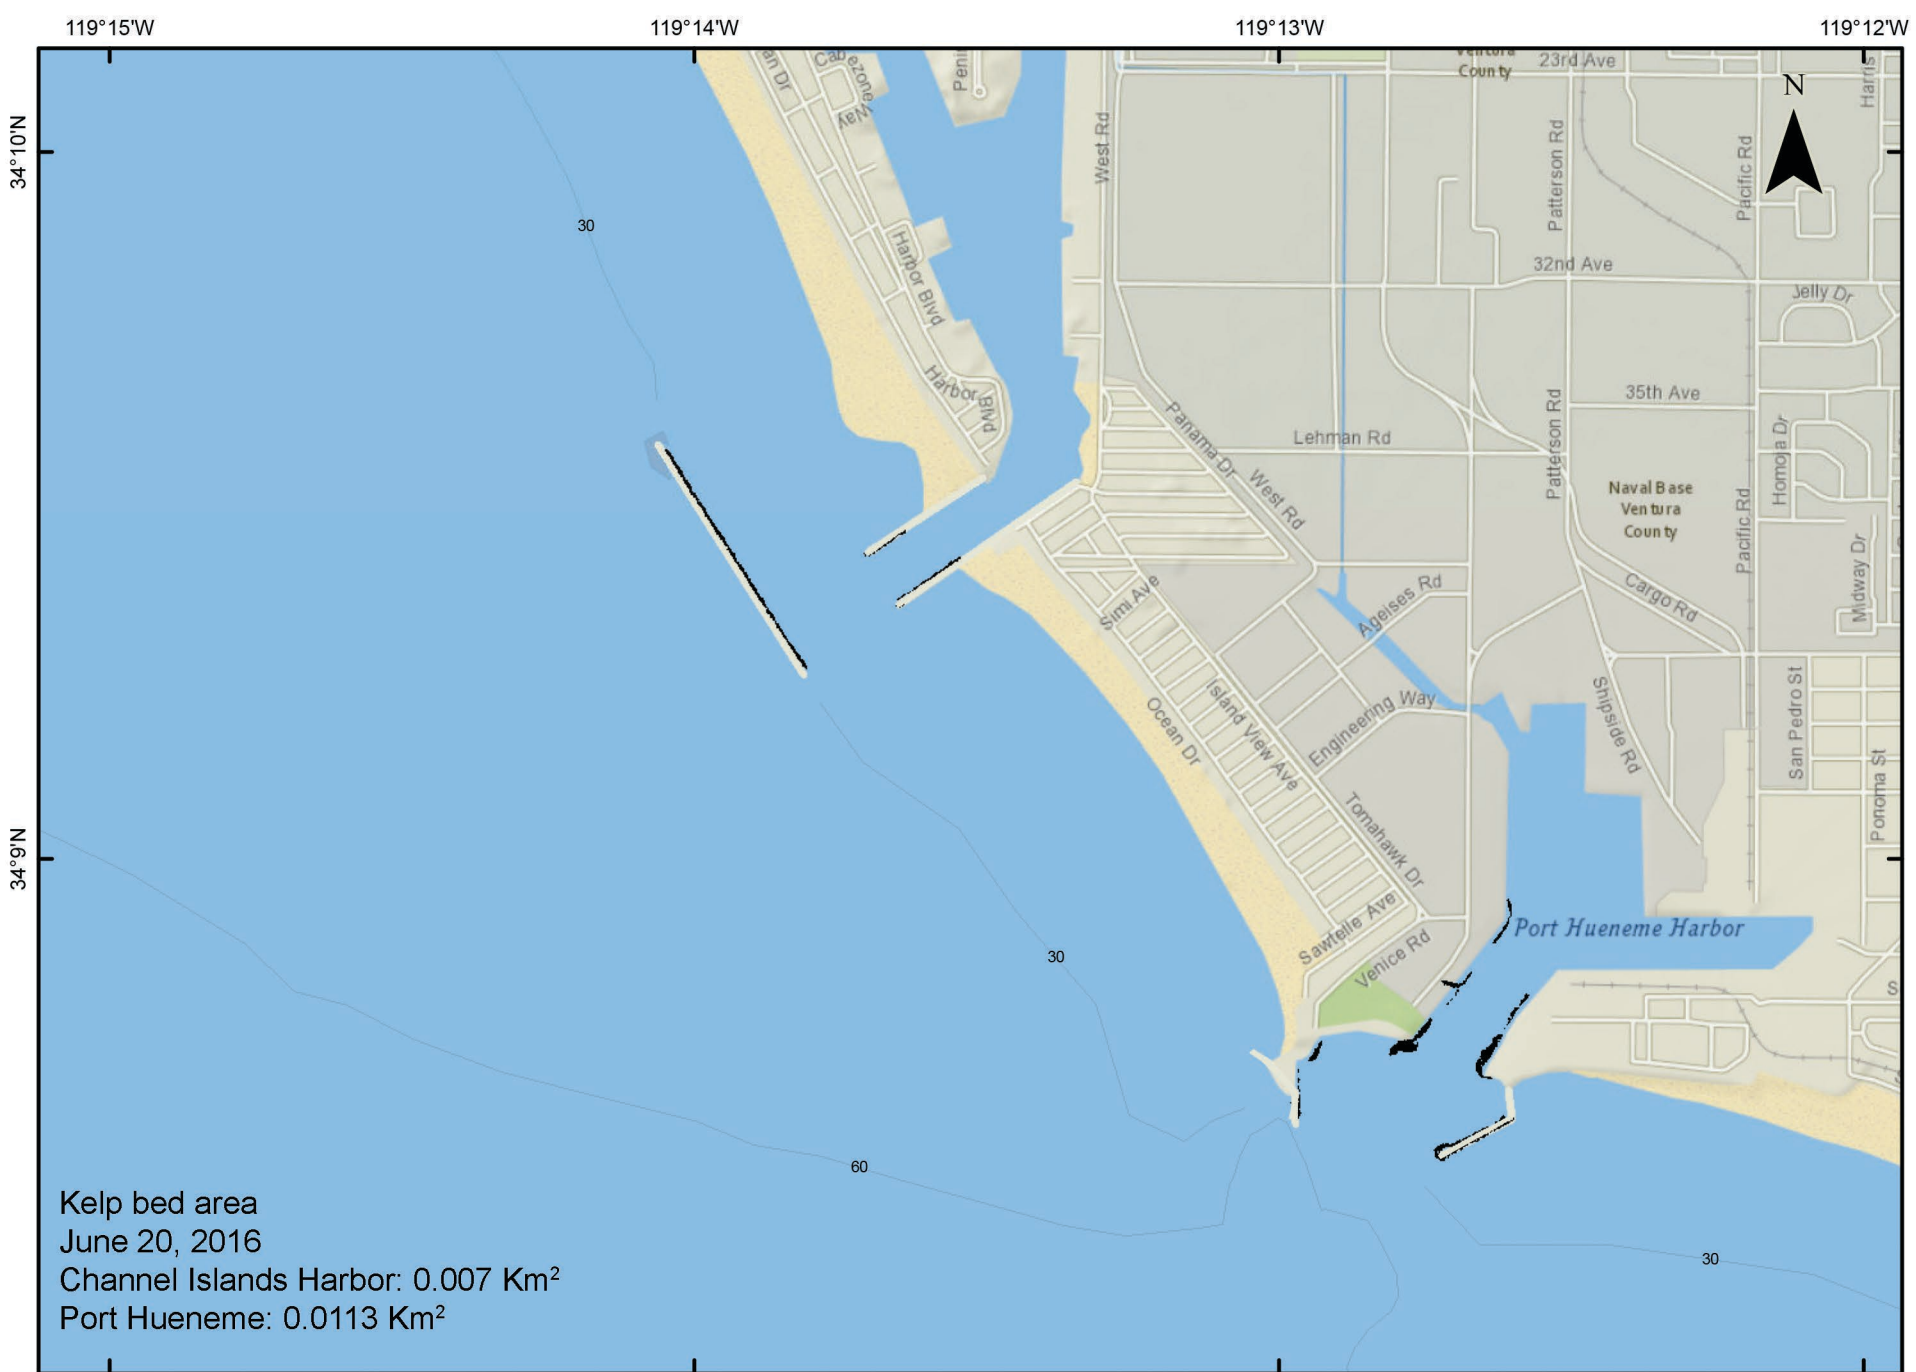 119°15'W
119°14'W
119°13'W
119°12'W
34°10'N
34°9'N
N
Cabezone Way
Harbor Blvd
Harbor Blvd
West Rd
Ventura
County
23rd Ave
Harris
Patterson Rd
Pacific Rd
32nd Ave
Jelly Dr
30
35th Ave
Panama Dr
Lehman Rd
West Rd
Patterson Rd
Naval Base
Ventura
County
Pacific Rd
Homoja Dr
Midway Dr
Simi Ave
Ageises Rd
Cargo Rd
Ocean Dr
Island View Ave
Engineering Way
Shipside Rd
San Pedro St
Ponoma St
Tomahawk Dr
Sawtelle Ave
Venice Rd
Port Hueneme Harbor
30
60
30
Kelp bed area
June 20, 2016
Channel Islands Harbor: 0.007 Km²
Port Hueneme: 0.0113 Km²